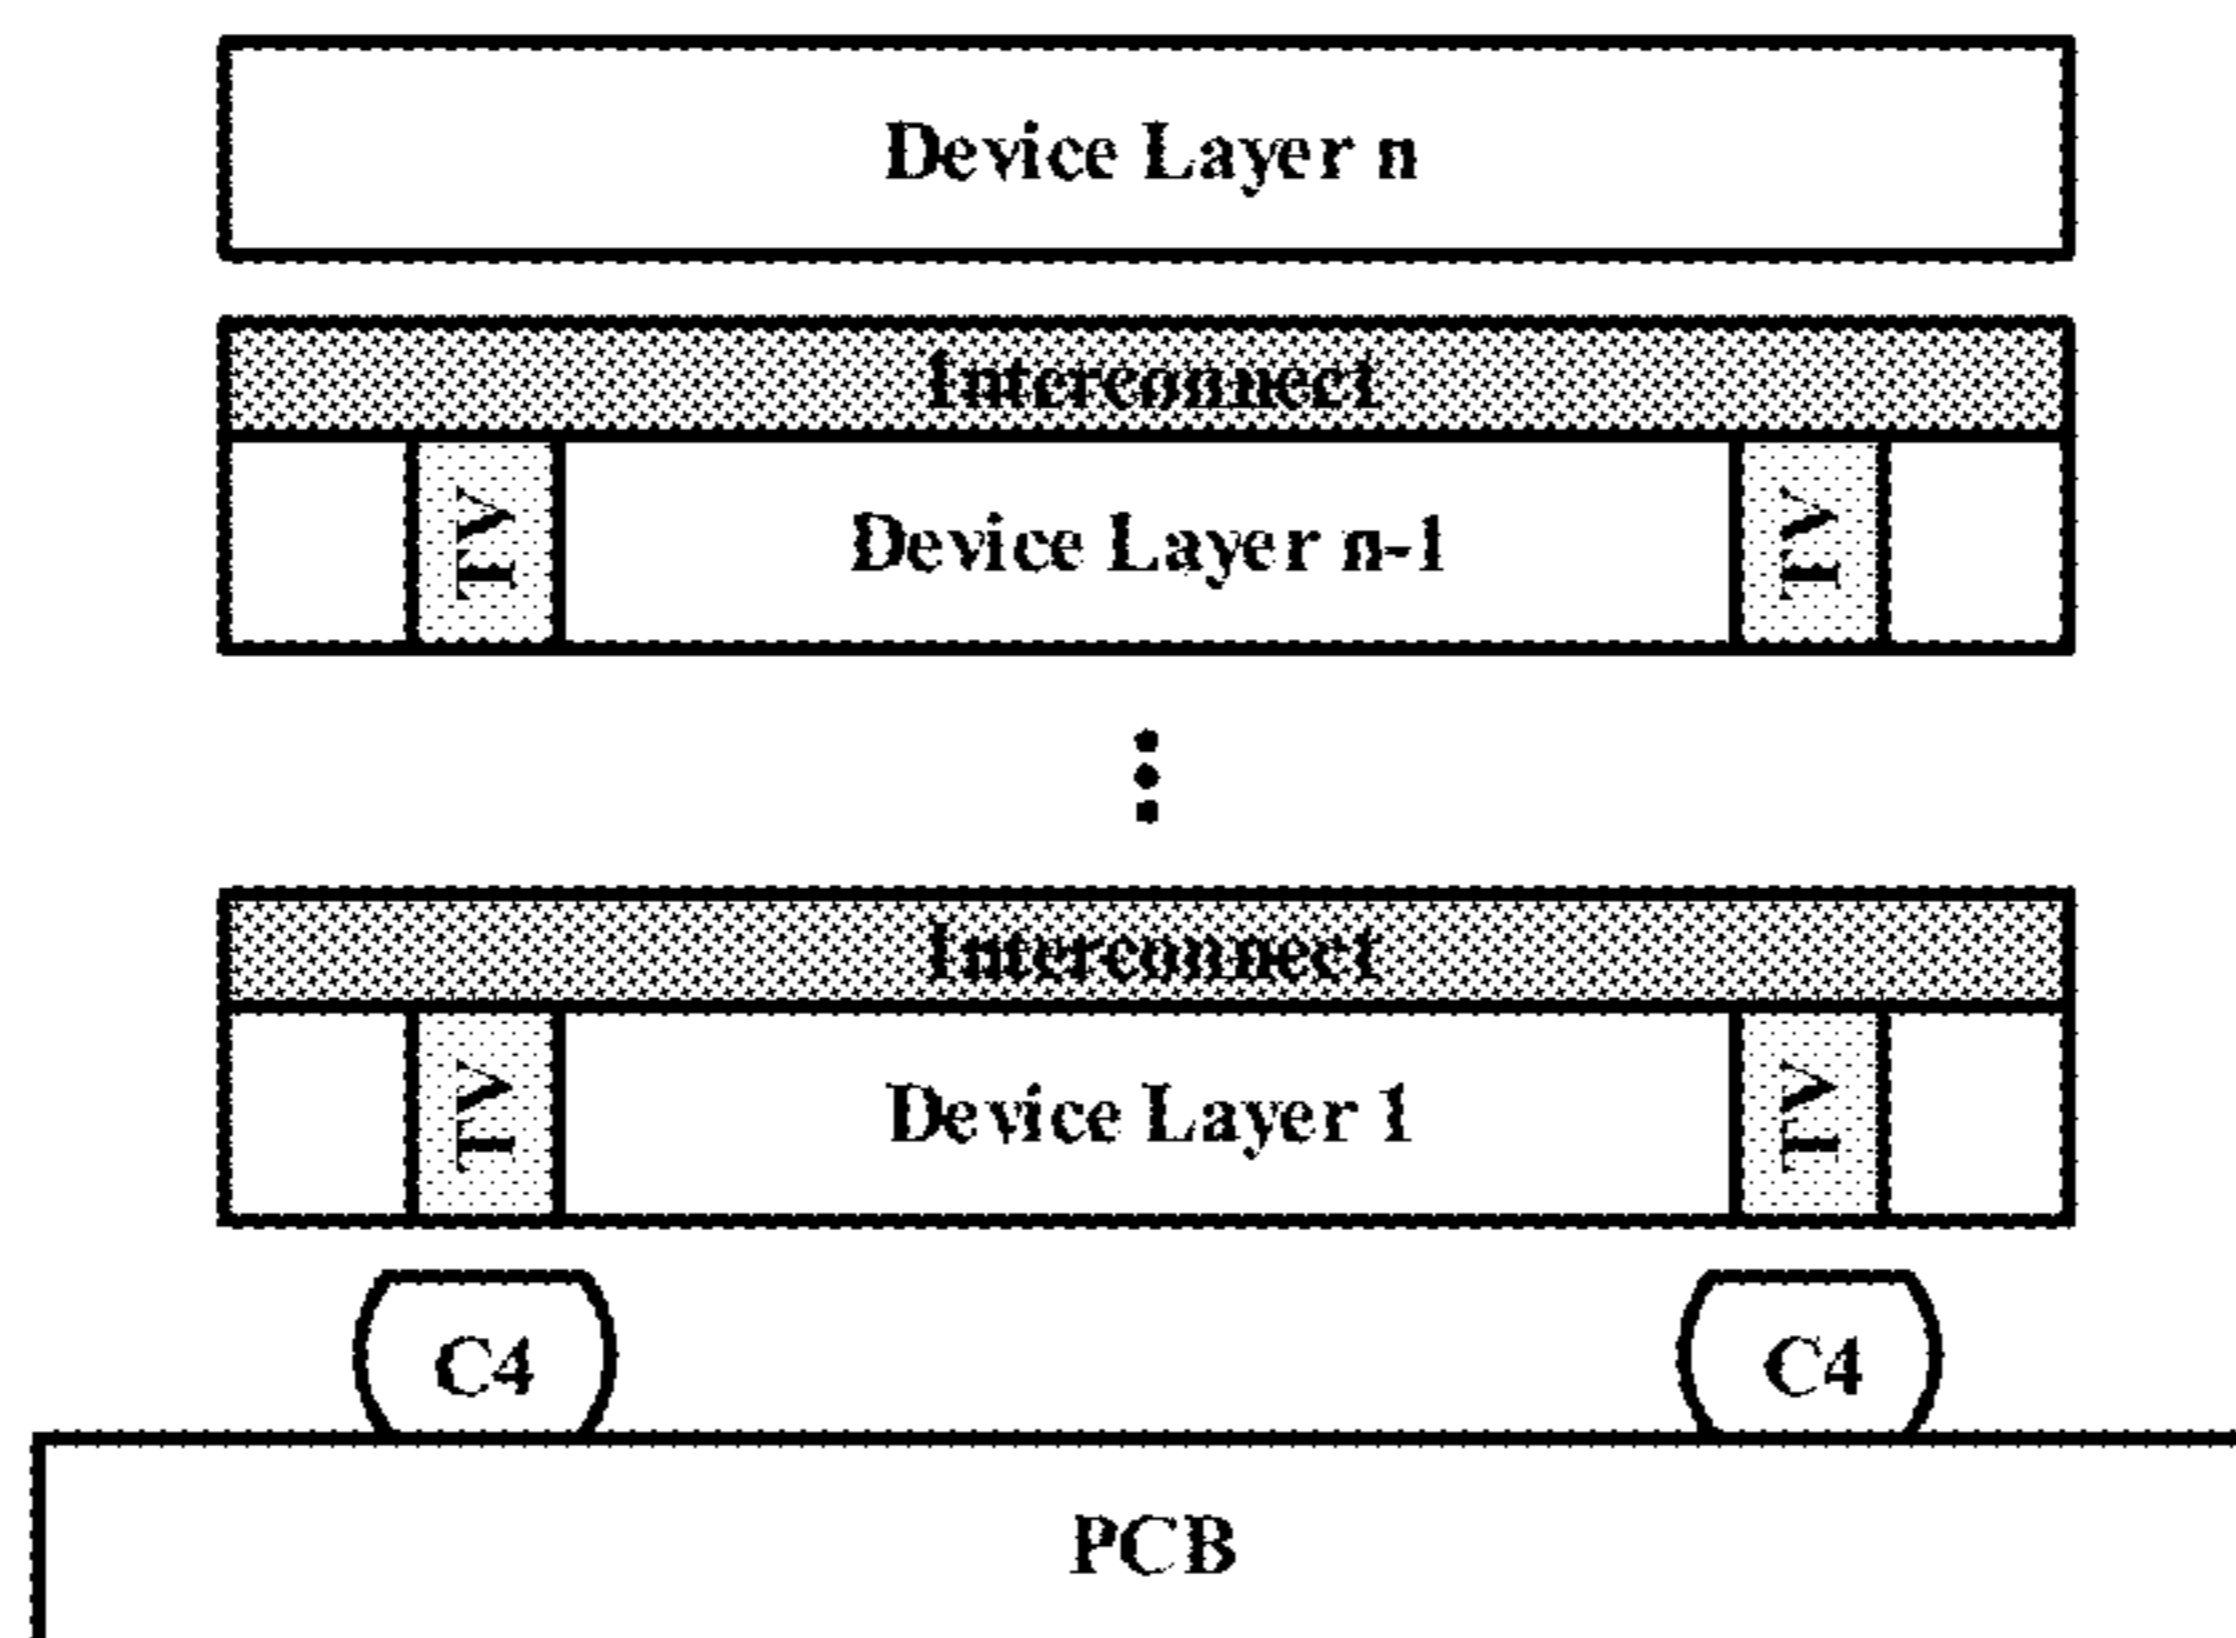 Device Layer n
Interconnect
TV
Device Layer n-1
TV
Interconnect
TV
Device Layer 1
TV
C4
C4
PCB